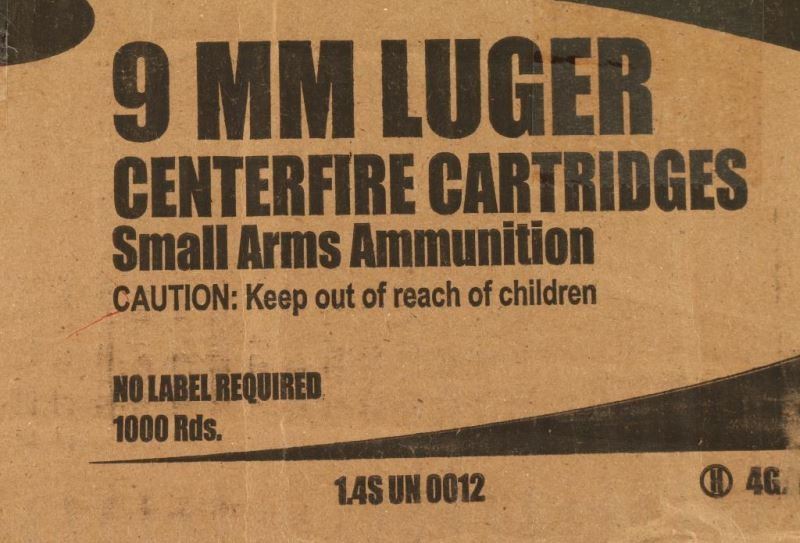 9 MM LUGER
CENTERFIRE CARTRIDGES
Small Arms Ammunition
CAUTION: Keep out of reach of children
NO LABEL REQUIRED
1000 Rds.
1.4S UN 0012
H 4G.